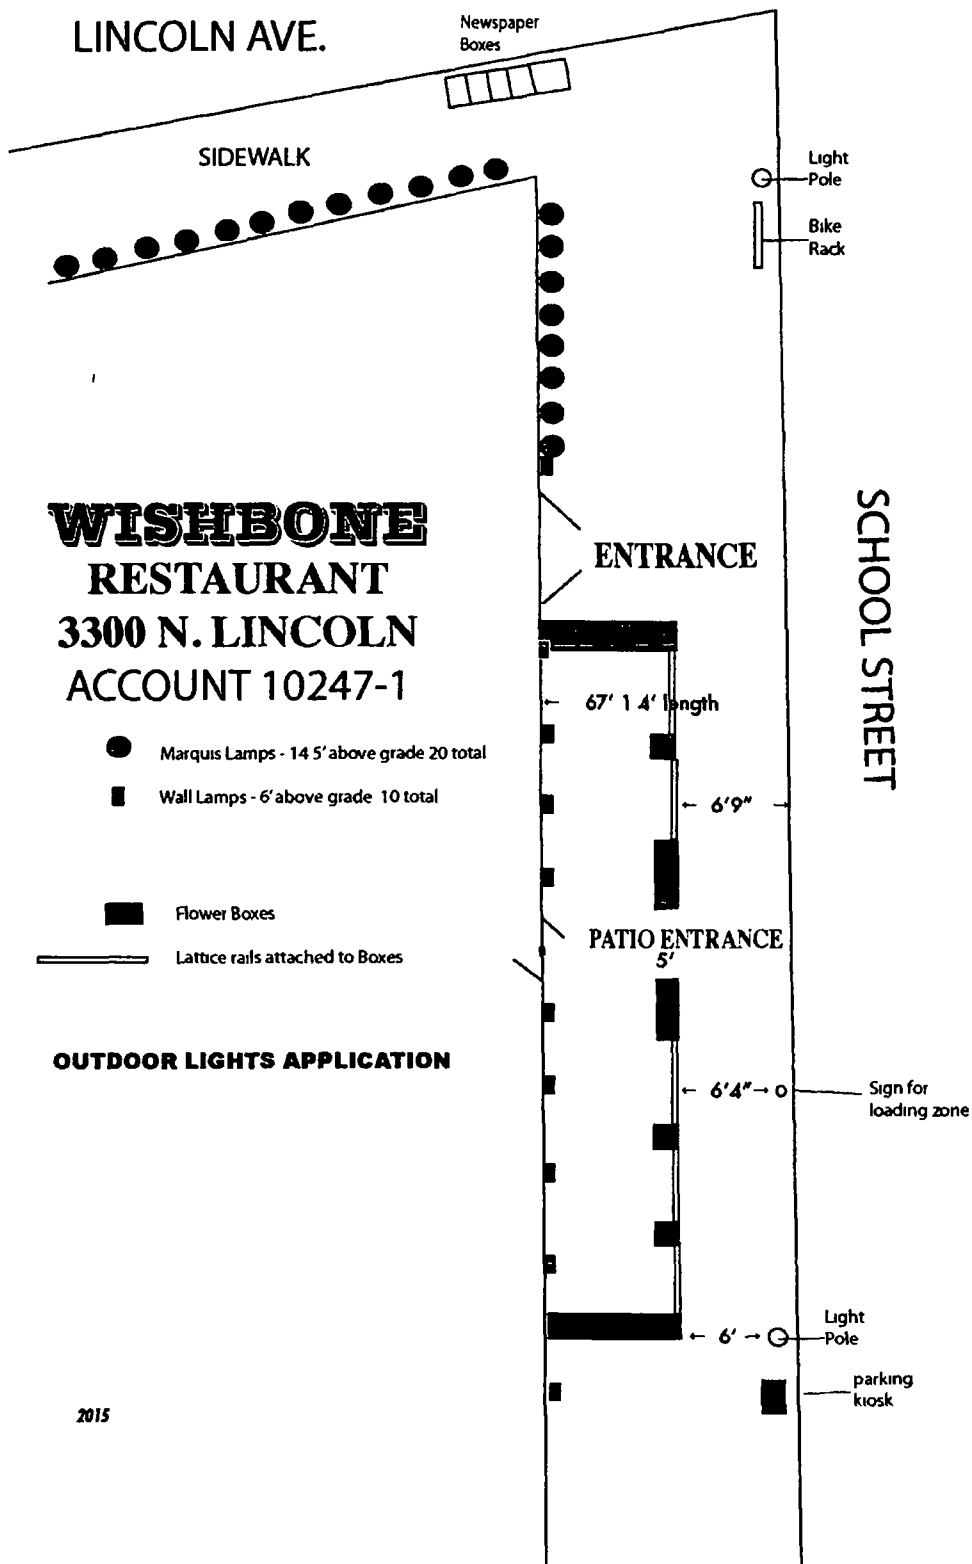 LINCOLN AVE.
Newspaper
Boxes
SIDEWALK
Light
Pole
Bike
Rack
WISHBONE
RESTAURANT
3300 N. LINCOLN
ACCOUNT 10247-1
ENTRANCE
SCHOOL STREET
← 67' 1 4' length
Marquis Lamps - 14 5' above grade 20 total
Wall Lamps - 6' above grade 10 total
← 6'9" →
Flower Boxes
Lattice rails attached to Boxes
PATIO ENTRANCE
5'
OUTDOOR LIGHTS APPLICATION
← 6'4" →
Sign for
loading zone
← 6' →
Light
Pole
parking
kiosk
2015